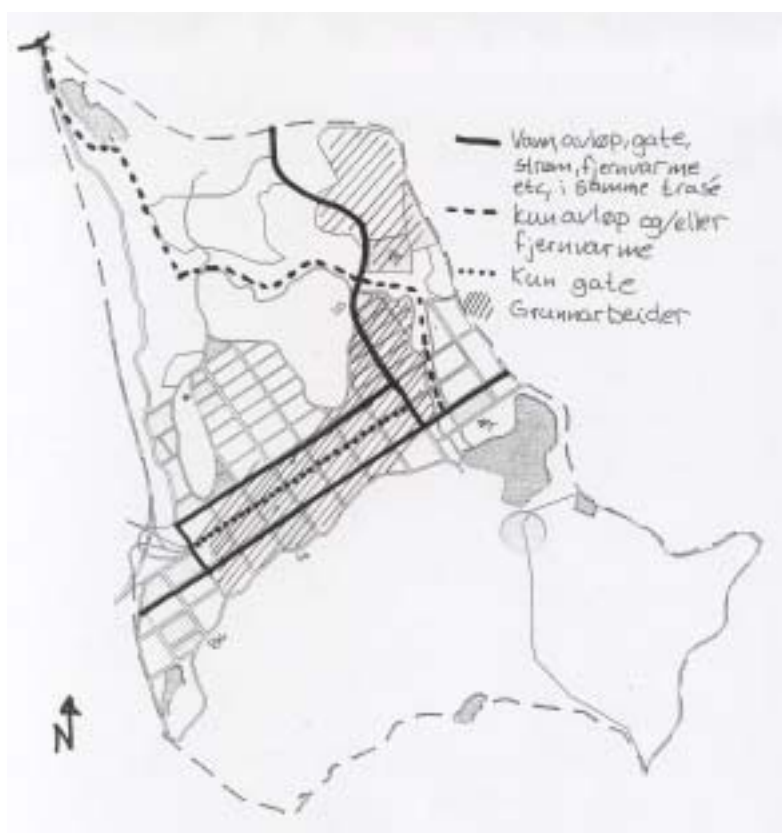 Vann, avløp, gate,
strøm, fjernvarme
etc, i samme trasé
kun avløp og/eller
fjernvarme
Kun gate
Grunnarbeider
N